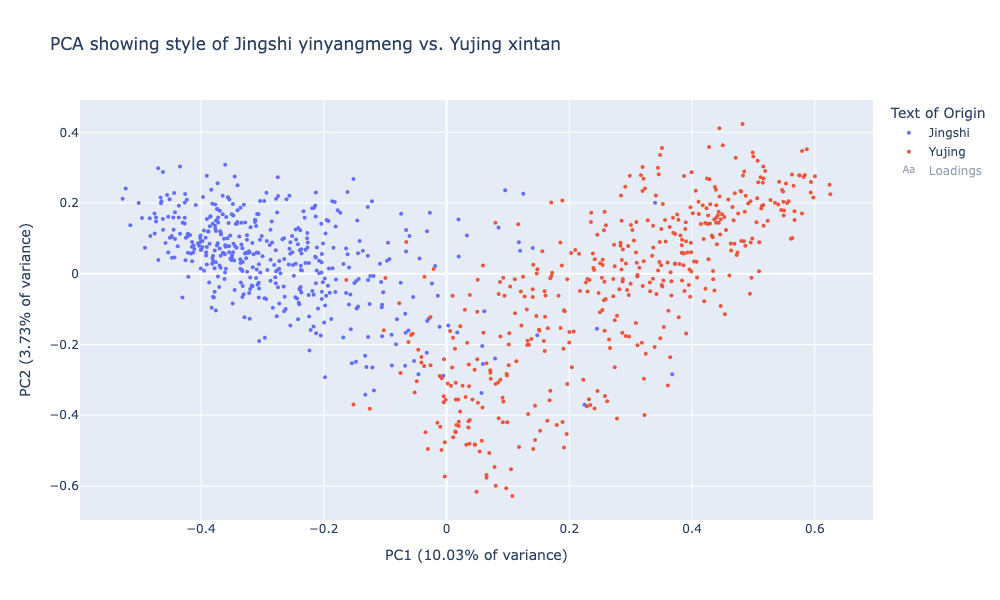 PCA showing style of Jingshi yinyangmeng vs. Yujing xintan
Text of Origin
Jingshi
Yujing
Aa Loadings
PC2 (3.73% of variance)
0.4
0.2
0
−0.2
−0.4
−0.6
−0.4 −0.2 0 0.2 0.4 0.6
PC1 (10.03% of variance)